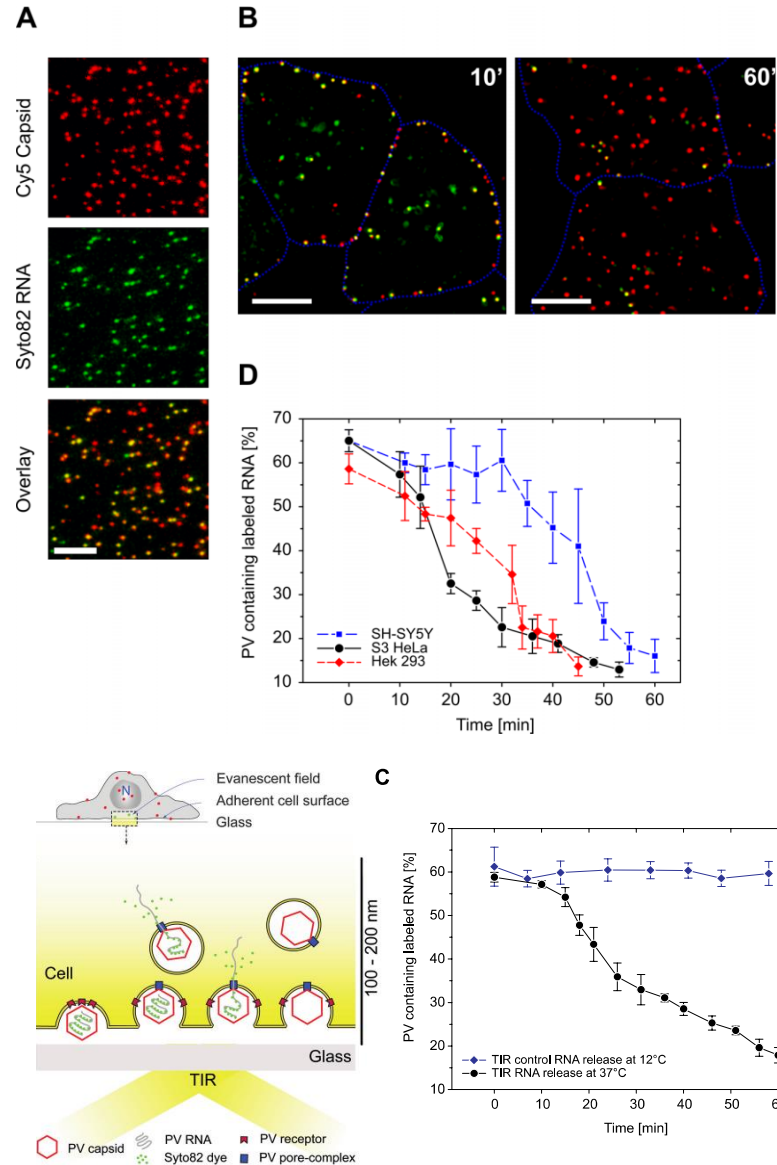 A
Cy5 Capsid
Syto82 RNA
Overlay
B
10'
60'
D
PV containing labeled RNA [%]
70
60
50
40
30
20
10
SH-SY5Y
S3 HeLa
Hek 293
0 10 20 30 40 50 60
Time [min]
N
Evanescent field
Adherent cell surface
Glass
Cell
100 - 200 nm
Glass
TIR
PV capsid
PV RNA
Syto82 dye
PV receptor
PV pore-complex
C
PV containing labeled RNA [%]
70
60
50
40
30
20
10
TIR control RNA release at 12°C
TIR RNA release at 37°C
0 10 20 30 40 50
Time [min]